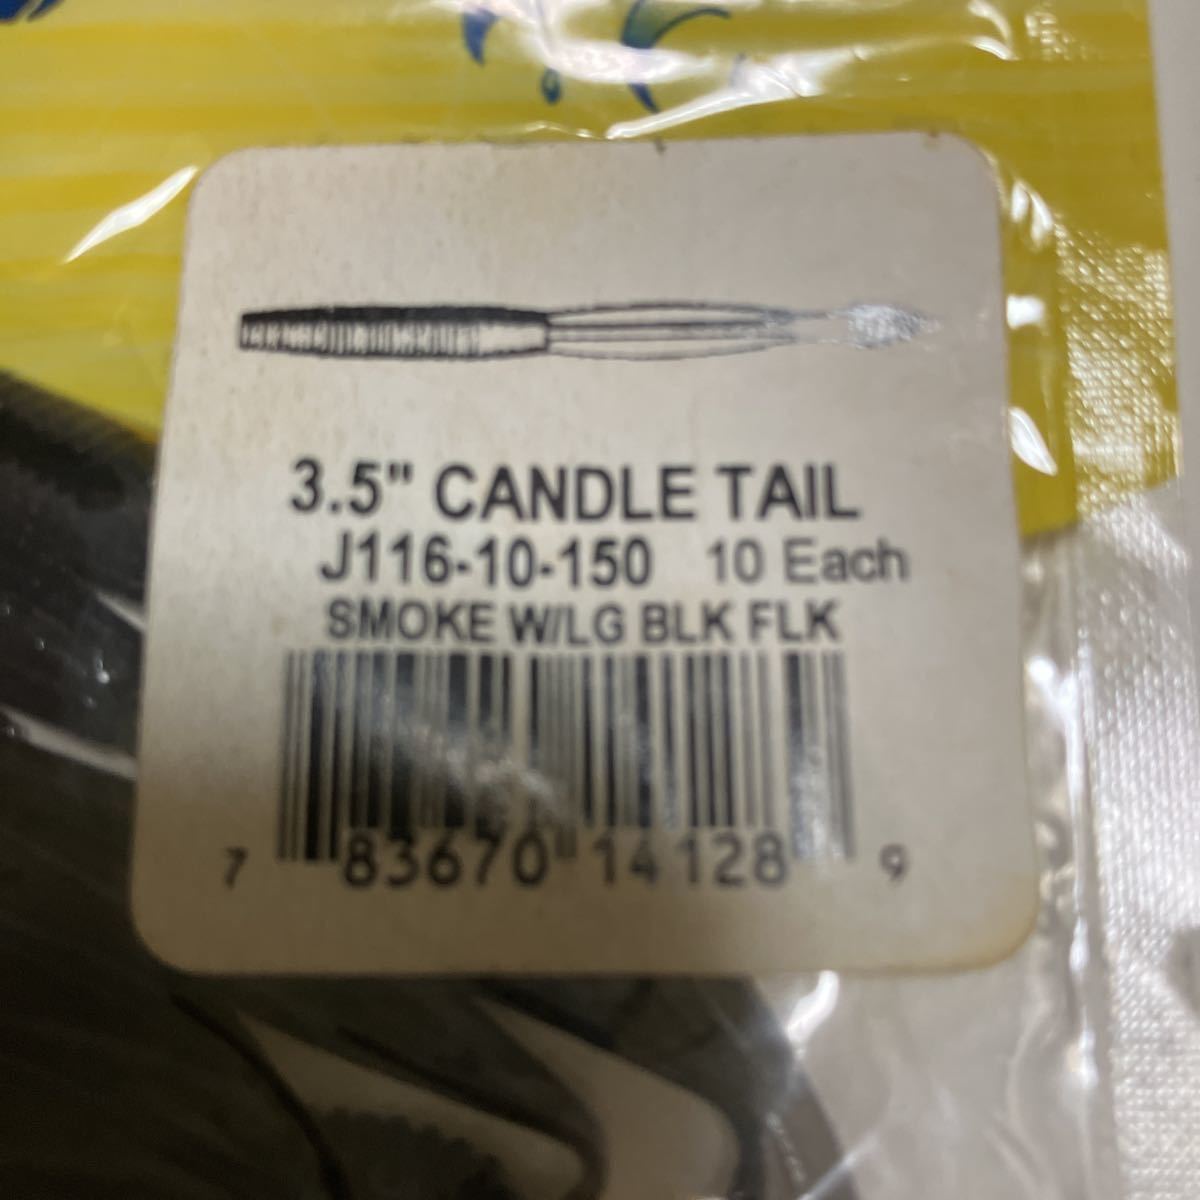 3.5" CANDLE TAIL
J116-10-150 10 Each
SMOKE W/LG BLK FLK
7 83670 14128 9